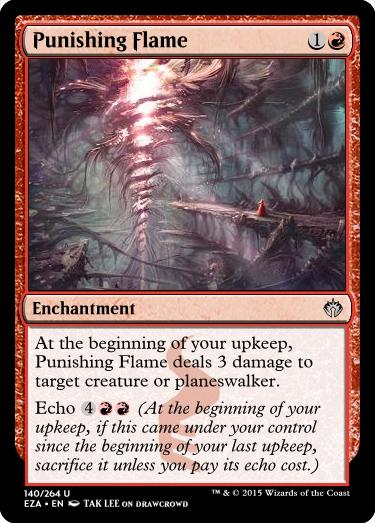 Punishing Flame 1
Enchantment
At the beginning of your upkeep,
Punishing Flame deals 3 damage to
target creature or planeswalker.
Echo 4 (At the beginning of your
upkeep, if this came under your control
since the beginning of your last upkeep,
sacrifice it unless you pay its echo cost.)
140/264 U
™ & © 2015 Wizards of the Coast
EZA • EN TAK LEE ON DRAWCROWD